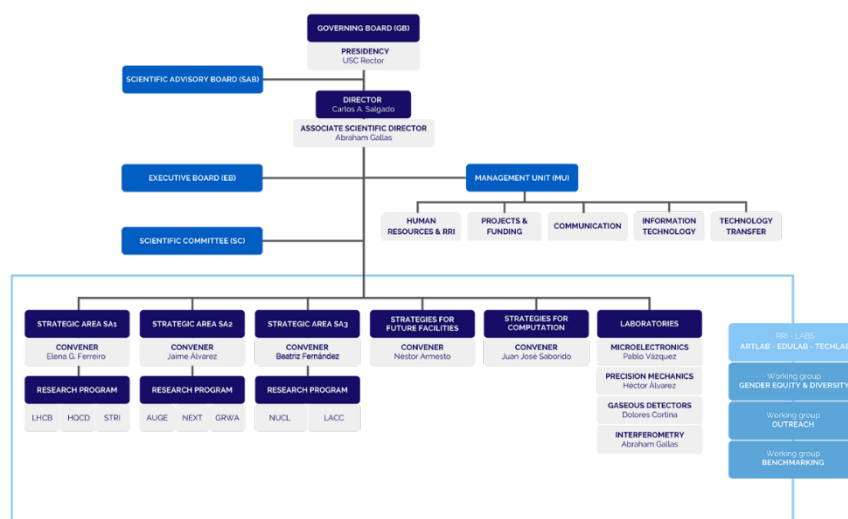 GOVERNING BOARD (GB)
PRESIDENCY
USC Rector
SCIENTIFIC ADVISORY BOARD (SAB)
DIRECTOR
Carlos A. Salgado
ASSOCIATE SCIENTIFIC DIRECTOR
Abraham Gallas
EXECUTIVE BOARD (EB)
MANAGEMENT UNIT (MU)
HUMAN
RESOURCES & RRI
PROJECTS &
FUNDING
COMMUNICATION
INFORMATION
TECHNOLOGY
TECHNOLOGY
TRANSFER
SCIENTIFIC COMMITTEE (SC)
STRATEGIC AREA SA1
CONVENER
Elena G. Ferreiro
RESEARCH PROGRAM
LHCB HQCD STRI
STRATEGIC AREA SA2
CONVENER
Jaime Álvarez
RESEARCH PROGRAM
AUGE NEXT GRWA
STRATEGIC AREA SA3
CONVENER
Beatriz Fernández
RESEARCH PROGRAM
NUCL LACC
STRATEGIES FOR
FUTURE FACILITIES
CONVENER
Néstor Armesto
STRATEGIES FOR
COMPUTATION
CONVENER
Juan José Saborido
LABORATORIES
MICROELECTRONICS
Pablo Vázquez
PRECISION MECHANICS
Héctor Álvarez
GASEOUS DETECTORS
Dolores Cortina
INTERFEROMETRY
Abraham Gallas
RRI - LABS
ARTLAB - EDULAB - TECHLAB
Working group
GENDER EQUITY & DIVERSITY
Working group
OUTREACH
Working group
BENCHMARKING